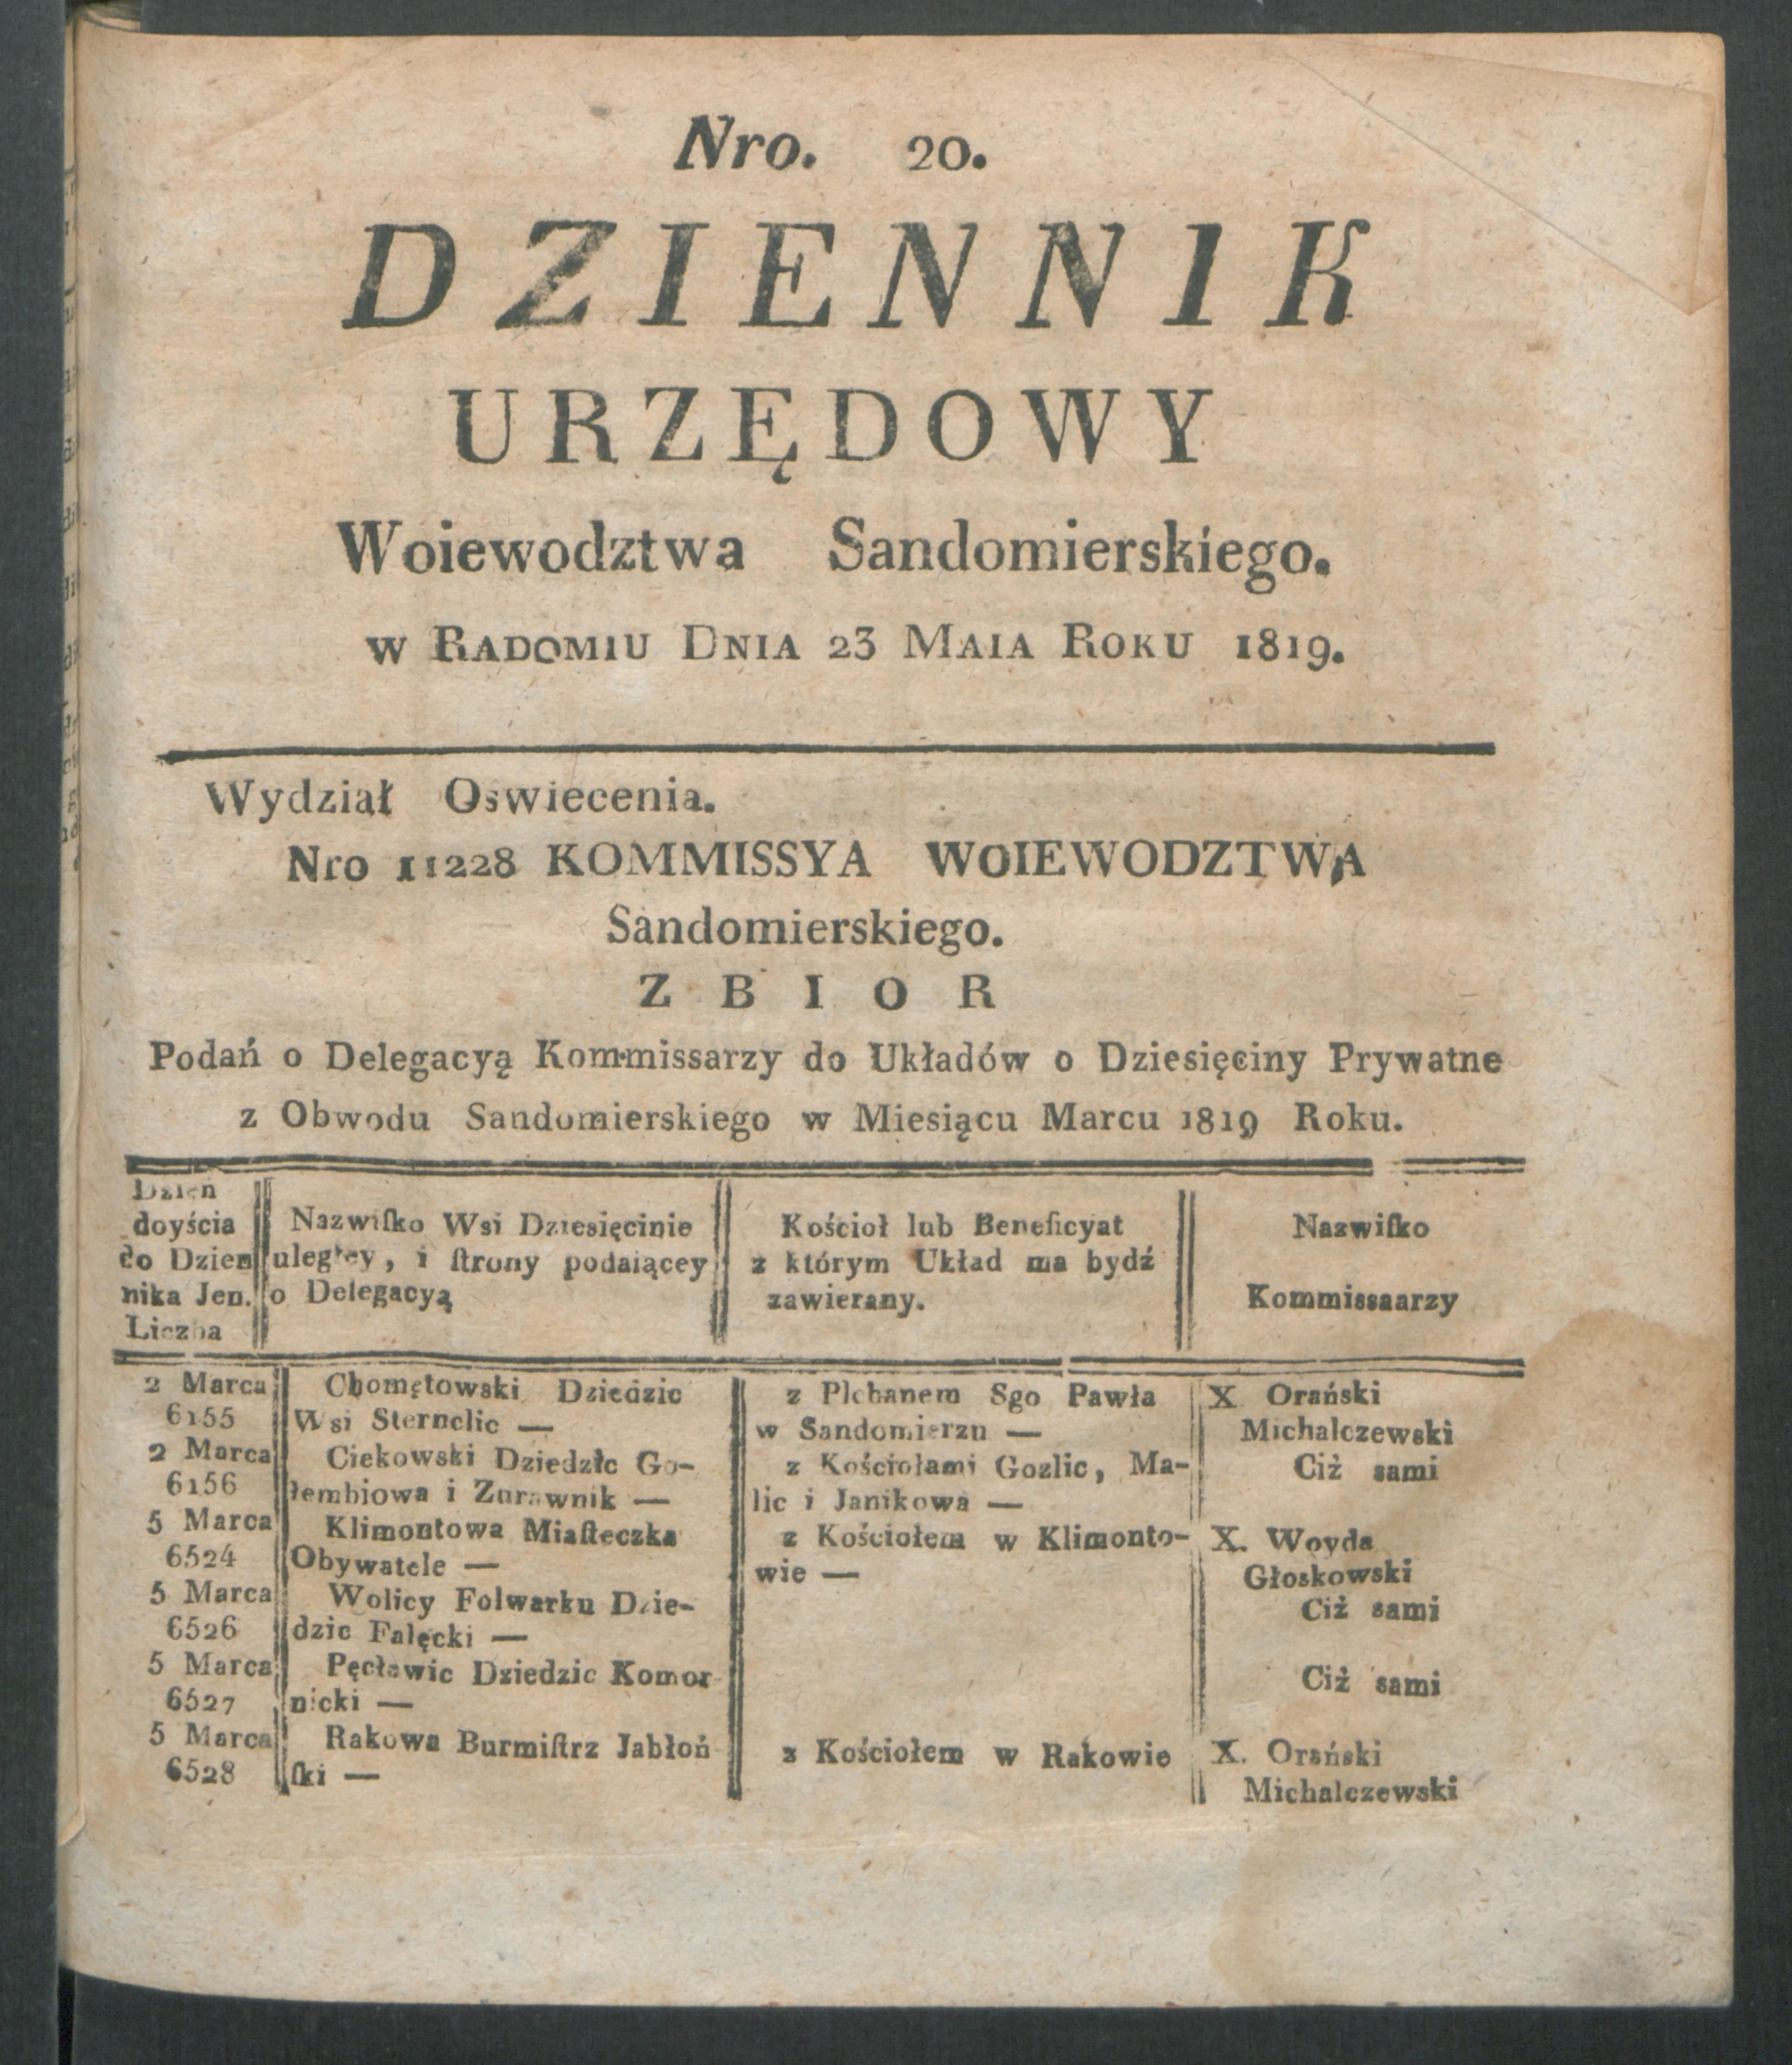 Nro. 20.
DZIENNIK
URZĘDOWY
Woiewodztwa Sandomierskiego.
w Radomiu Dnia 23 Maia Roku 1819.
Wydział Oswiecenia.
Nro 11228 KOMMISSYA WOIEWODZTWA
Sandomierskiego.
ZBIOR
Podań o Delegacyą Kommissarzy do Układów o Dziesięciny Prywatne
z Obwodu Sandomierskiego w Miesiącu Marcu 1819 Roku.
Dzien
doyścia
do Dzien
nika Jen.
Liczba
Nazwiſko Wsi Dziesięcinie
uległey, i ſtrony podaiącey
o Delegacyą
Kościoł lub Beneficyat
z którym Układ ma bydź
zawierany.
Nazwiſko
Kommissaarzy
2 Marca
6155
Chomętowski Dziedzic
Wsi Sternelic —
z Plebanem Sgo Pawła
w Sandomierzu —
X Orański
Michalczewski
2 Marca
6156
Ciekowski Dziedzic Go-
łembiowa i Zurawnik —
z Kościołami Gozlic, Ma-
lic i Janikowa —
Ciż sami
5 Marca
6524
Klimontowa Miaſteczka
Obywatele —
z Kościołem w Klimonto-
wie —
X. Woyda
Głoskowski
5 Marca
6526
Wolicy Folwarku Dzie-
dzic Falęcki —
Ciż sami
5 Marca
6527
Pęcławic Dziedzic Komor
nicki —
Ciż sami
5 Marca
6528
Rakowa Burmiſtrz Jabłoń
ſki —
z Kościołem w Rakowie
X. Orański
Michalczewski